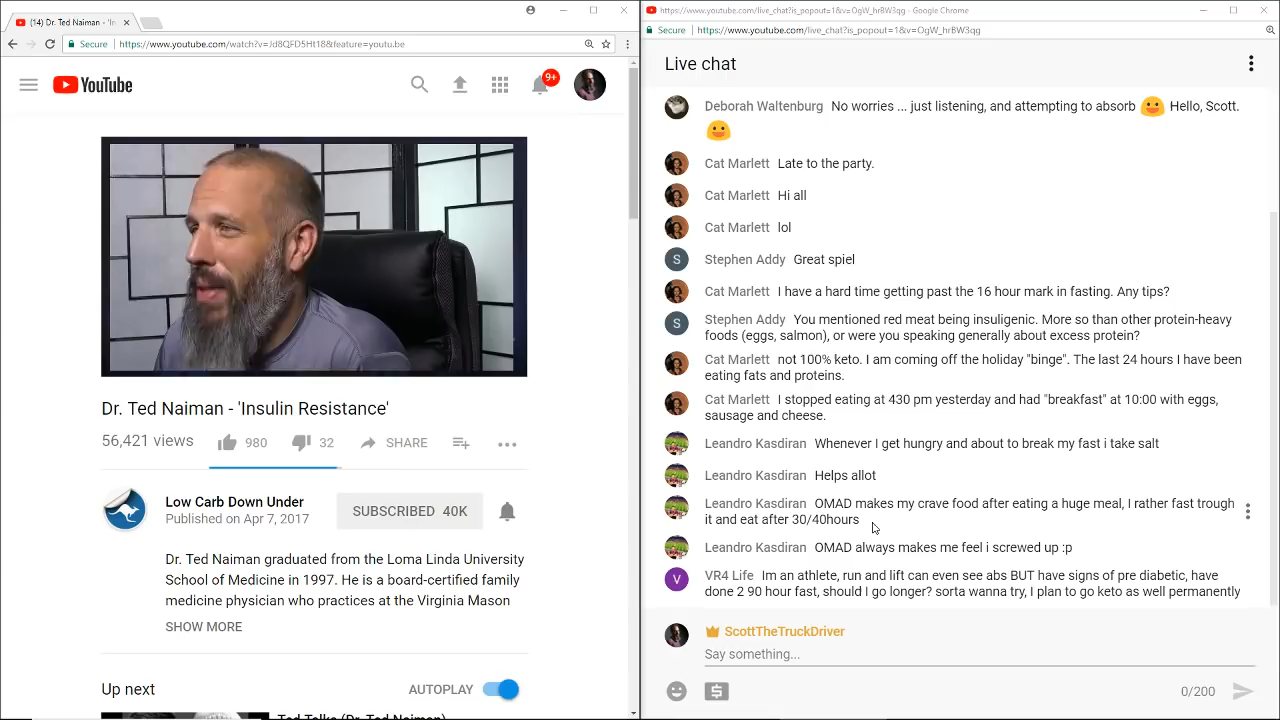 (14) Dr. Ted Naiman - 'In
Secure https://www.youtube.com/watch?v=Jd8QFD5Ht18&feature=youtu.be
YouTube
9+
Dr. Ted Naiman - 'Insulin Resistance'
56,421 views 980 32 SHARE
Low Carb Down Under
Published on Apr 7, 2017
SUBSCRIBED 40K
Dr. Ted Naiman graduated from the Loma Linda University
School of Medicine in 1997. He is a board-certified family
medicine physician who practices at the Virginia Mason
SHOW MORE
Up next
AUTOPLAY
Ted Talks (Dr. Ted Naiman)
https://www.youtube.com/live_chat?is_popout=1&v=OgW_hrBW3qg - Google Chrome
Secure https://www.youtube.com/live_chat?is_popout=1&v=OgW_hrBW3qg
Live chat
Deborah Waltenburg No worries ... just listening, and attempting to absorb Hello, Scott.
Cat Marlett Late to the party.
Cat Marlett Hi all
Cat Marlett lol
S
Stephen Addy Great spiel
Cat Marlett I have a hard time getting past the 16 hour mark in fasting. Any tips?
S
Stephen Addy You mentioned red meat being insuligenic. More so that other protein-heavy
foods (eggs, salmon), or were you speaking generally about excess protein?
Cat Marlett not 100% keto. I am coming off the holiday "binge". The last 24 hours I have been
eating fats and proteins.
Cat Marlett I stopped eating at 430 pm yesterday and had "breakfast" at 10:00 with eggs,
sausage and cheese.
Leandro Kasdiran Whenever I get hungry and about to break my fast i take salt
Leandro Kasdiran Helps allot
Leandro Kasdiran OMAD makes my crave food after eating a huge meal, I rather fast trough
it and eat after 30/40hours
Leandro Kasdiran OMAD always makes me feel i screwed up :p
V
VR4 Life Im an athlete, run and lift can even see abs BUT have signs of pre diabetic, have
done 2 90 hour fast, should I go longer? sorta wanna try, I plan to go keto as well permanently
ScottTheTruckDriver
Say something...
0/200